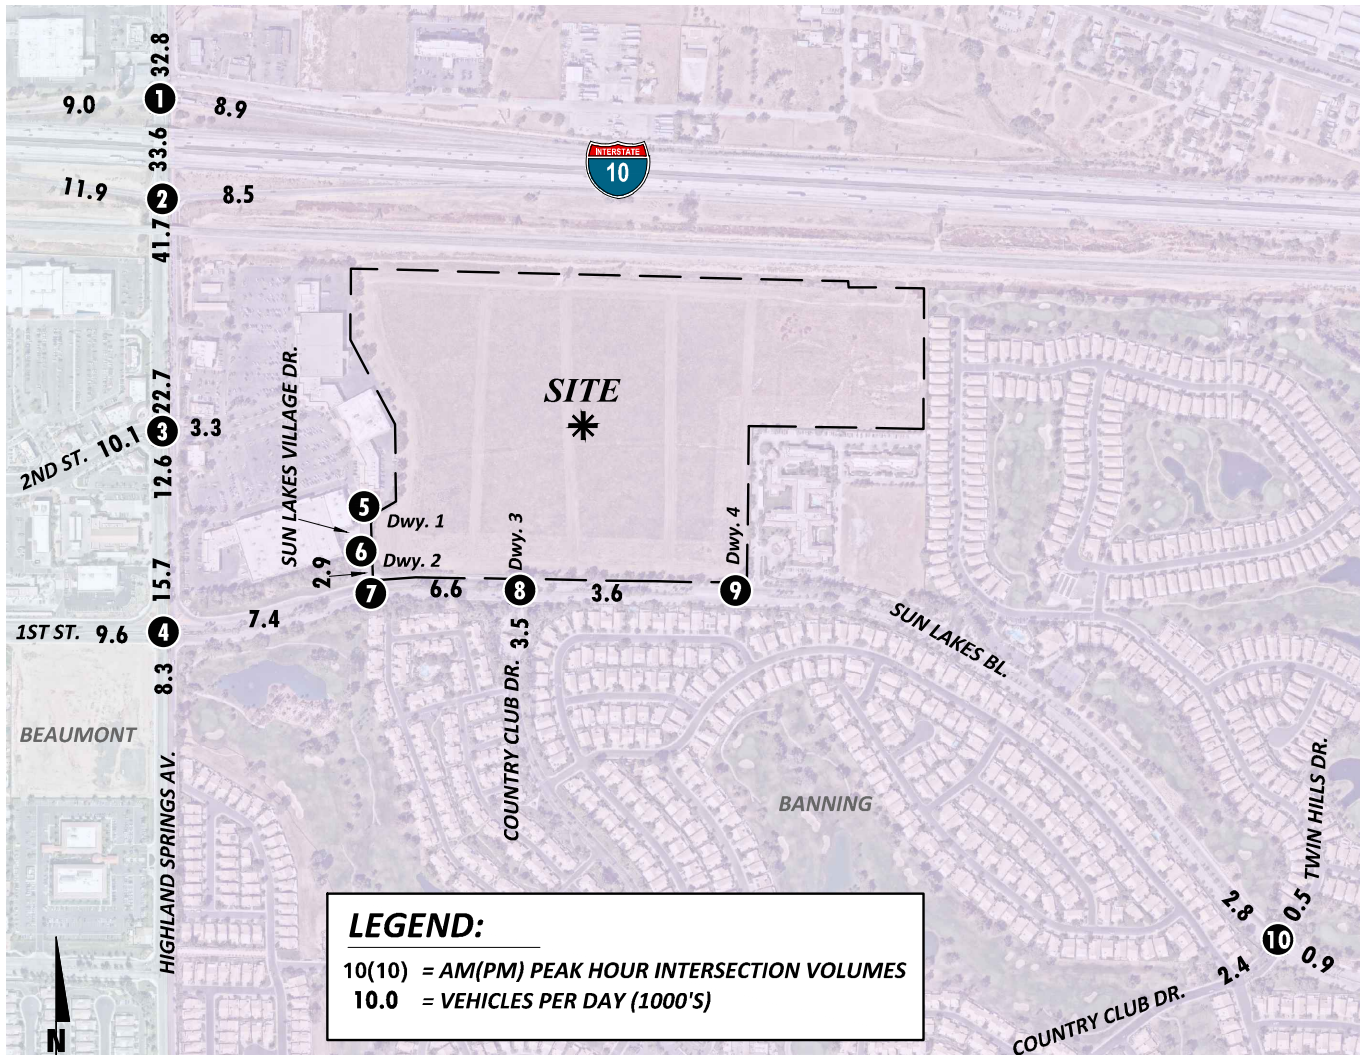 32.8
9.0
1
8.9
33.6
INTERSTATE
10
11.9
2
8.5
41.7
SUN LAKES VILLAGE DR.
22.7
SITE
2ND ST. 10.1
3
3.3
12.6
5
Dwy. 1
Dwy. 3
Dwy. 4
6
Dwy. 2
2.9
15.7
7
6.6
8
3.6
9
7.4
1ST ST. 9.6
4
3.5
SUN LAKES BL.
8.3
COUNTRY CLUB DR.
BEAUMONT
HIGHLAND SPRINGS AV.
BANNING
TWIN HILLS DR.
2.8
0.5
10
0.9
2.4
COUNTRY CLUB DR.
LEGEND:
10(10) = AM(PM) PEAK HOUR INTERSECTION VOLUMES
10.0 = VEHICLES PER DAY (1000'S)
N